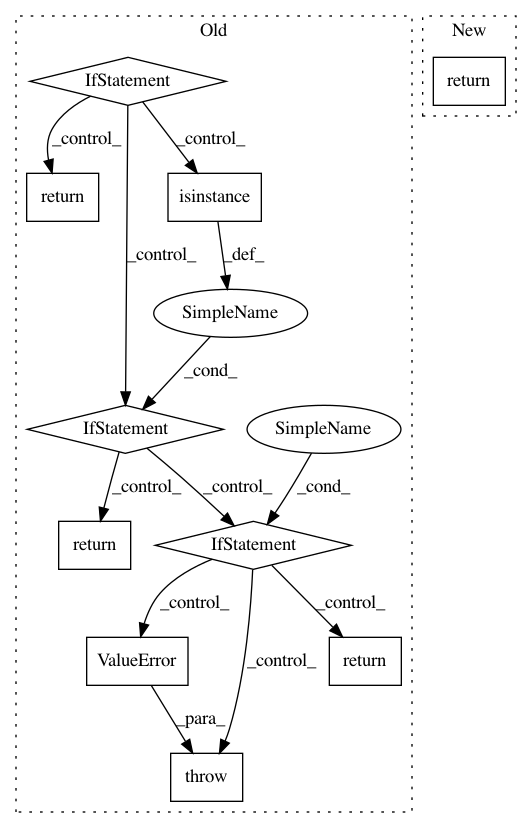 Old
New
IfStatement
return
_control_
_control_
return
isinstance
_control_
_def_
SimpleName
_cond_
IfStatement
SimpleName
_control_
_control_
_cond_
return
IfStatement
_control_
_control_
_control_
ValueError
return
_para_
throw